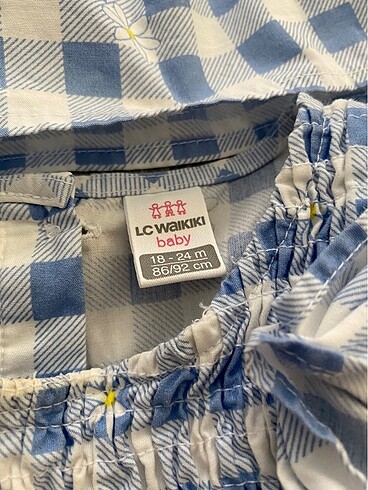 LC WAIKIKI
baby
18 - 24 m
86/92 cm